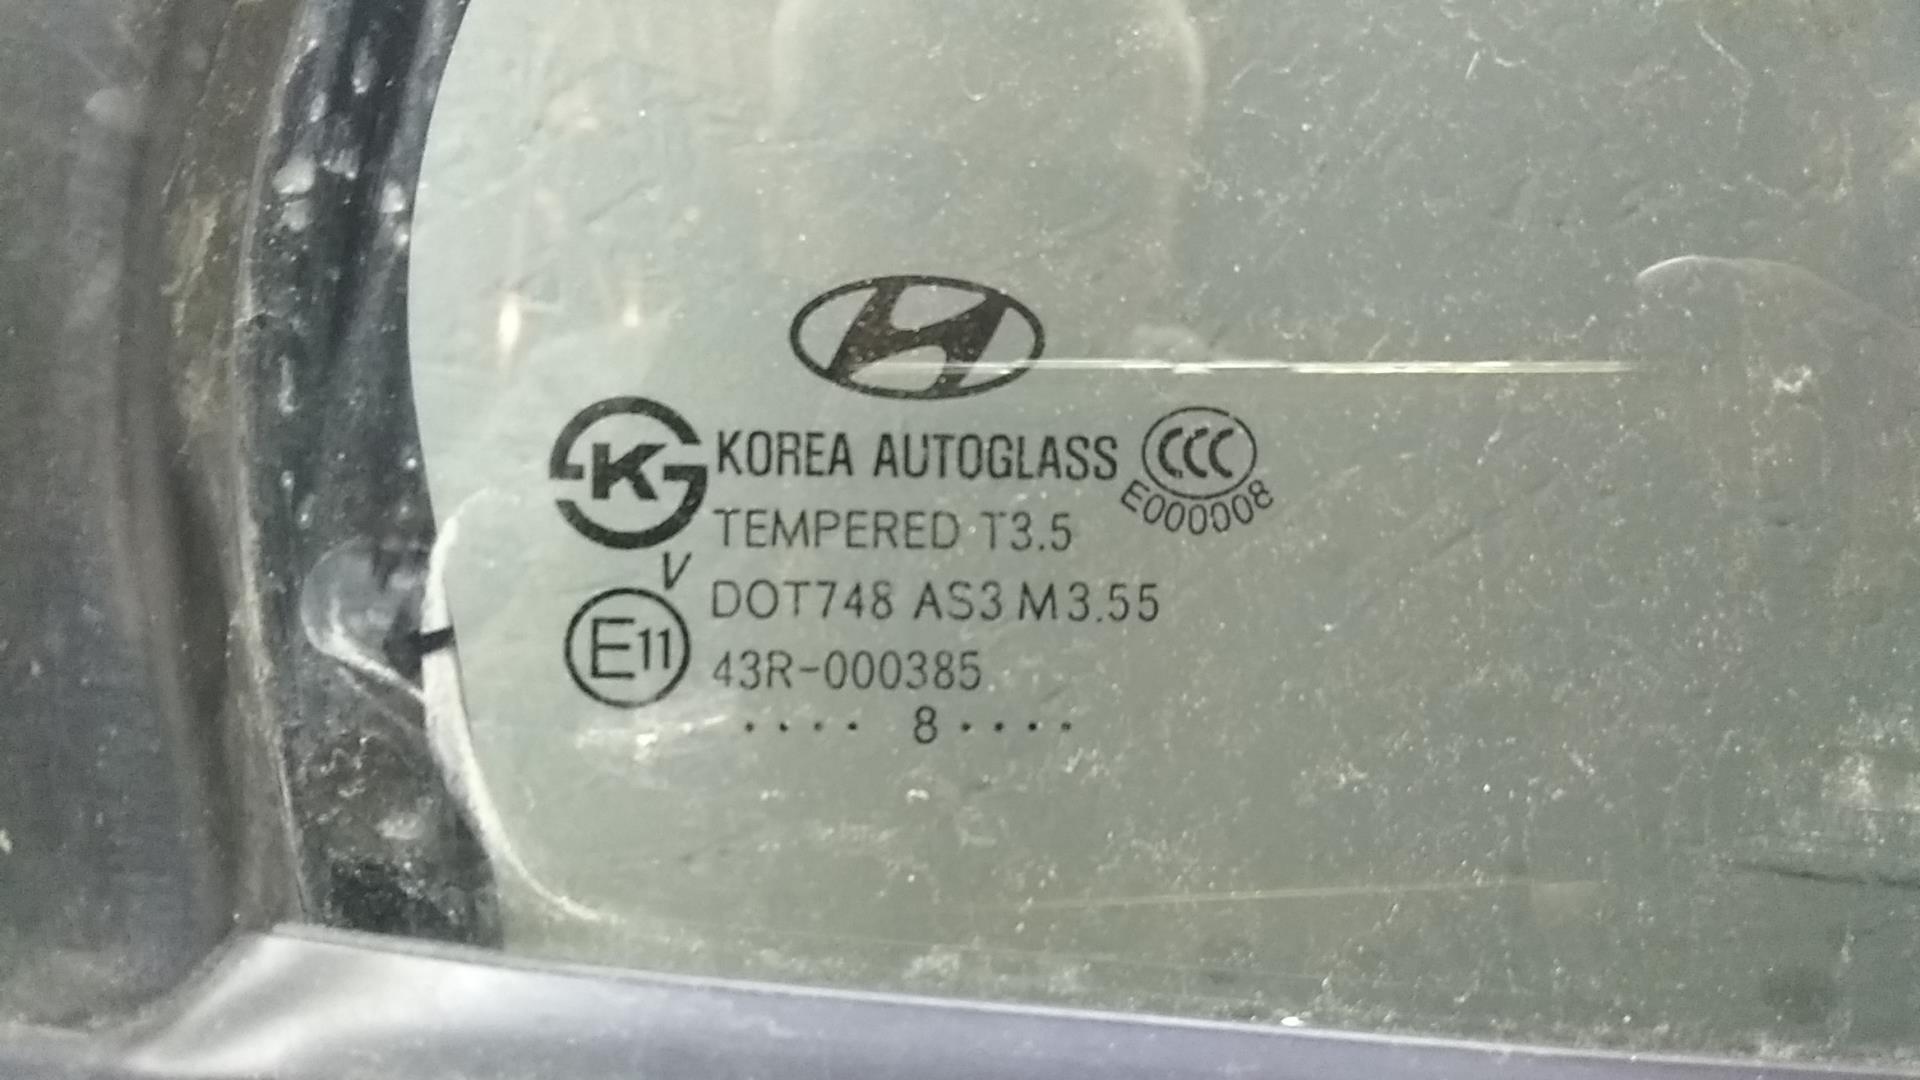 KOREA AUTOGLASS CCC
E000008
K
TEMPERED T3.5
V
DOT748 AS3 M3.55
E11
43R-000385
.... 8 ....